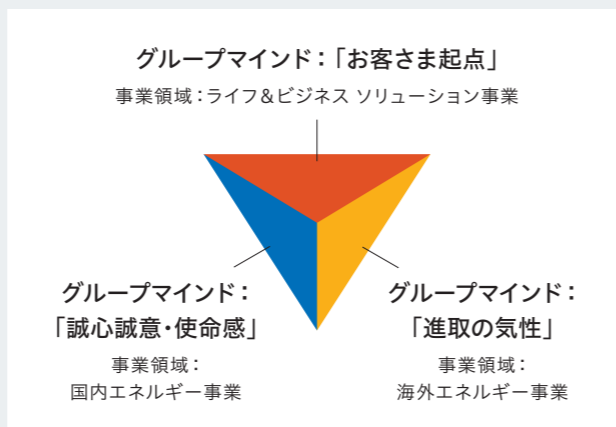 グループマインド：「お客さま起点」
事業領域：ライフ＆ビジネス ソリューション事業
グループマインド：
「誠心誠意・使命感」
事業領域：
国内エネルギー事業
グループマインド：
「進取の気性」
事業領域：
海外エネルギー事業